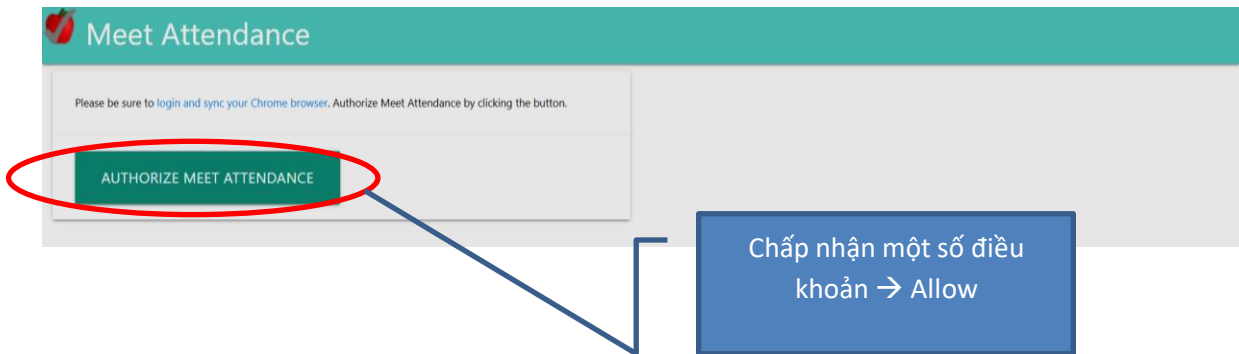 Meet Attendance
Please be sure to login and sync your Chrome browser. Authorize Meet Attendance by clicking the button.
AUTHORIZE MEET ATTENDANCE
Chấp nhận một số điều
khoản → Allow